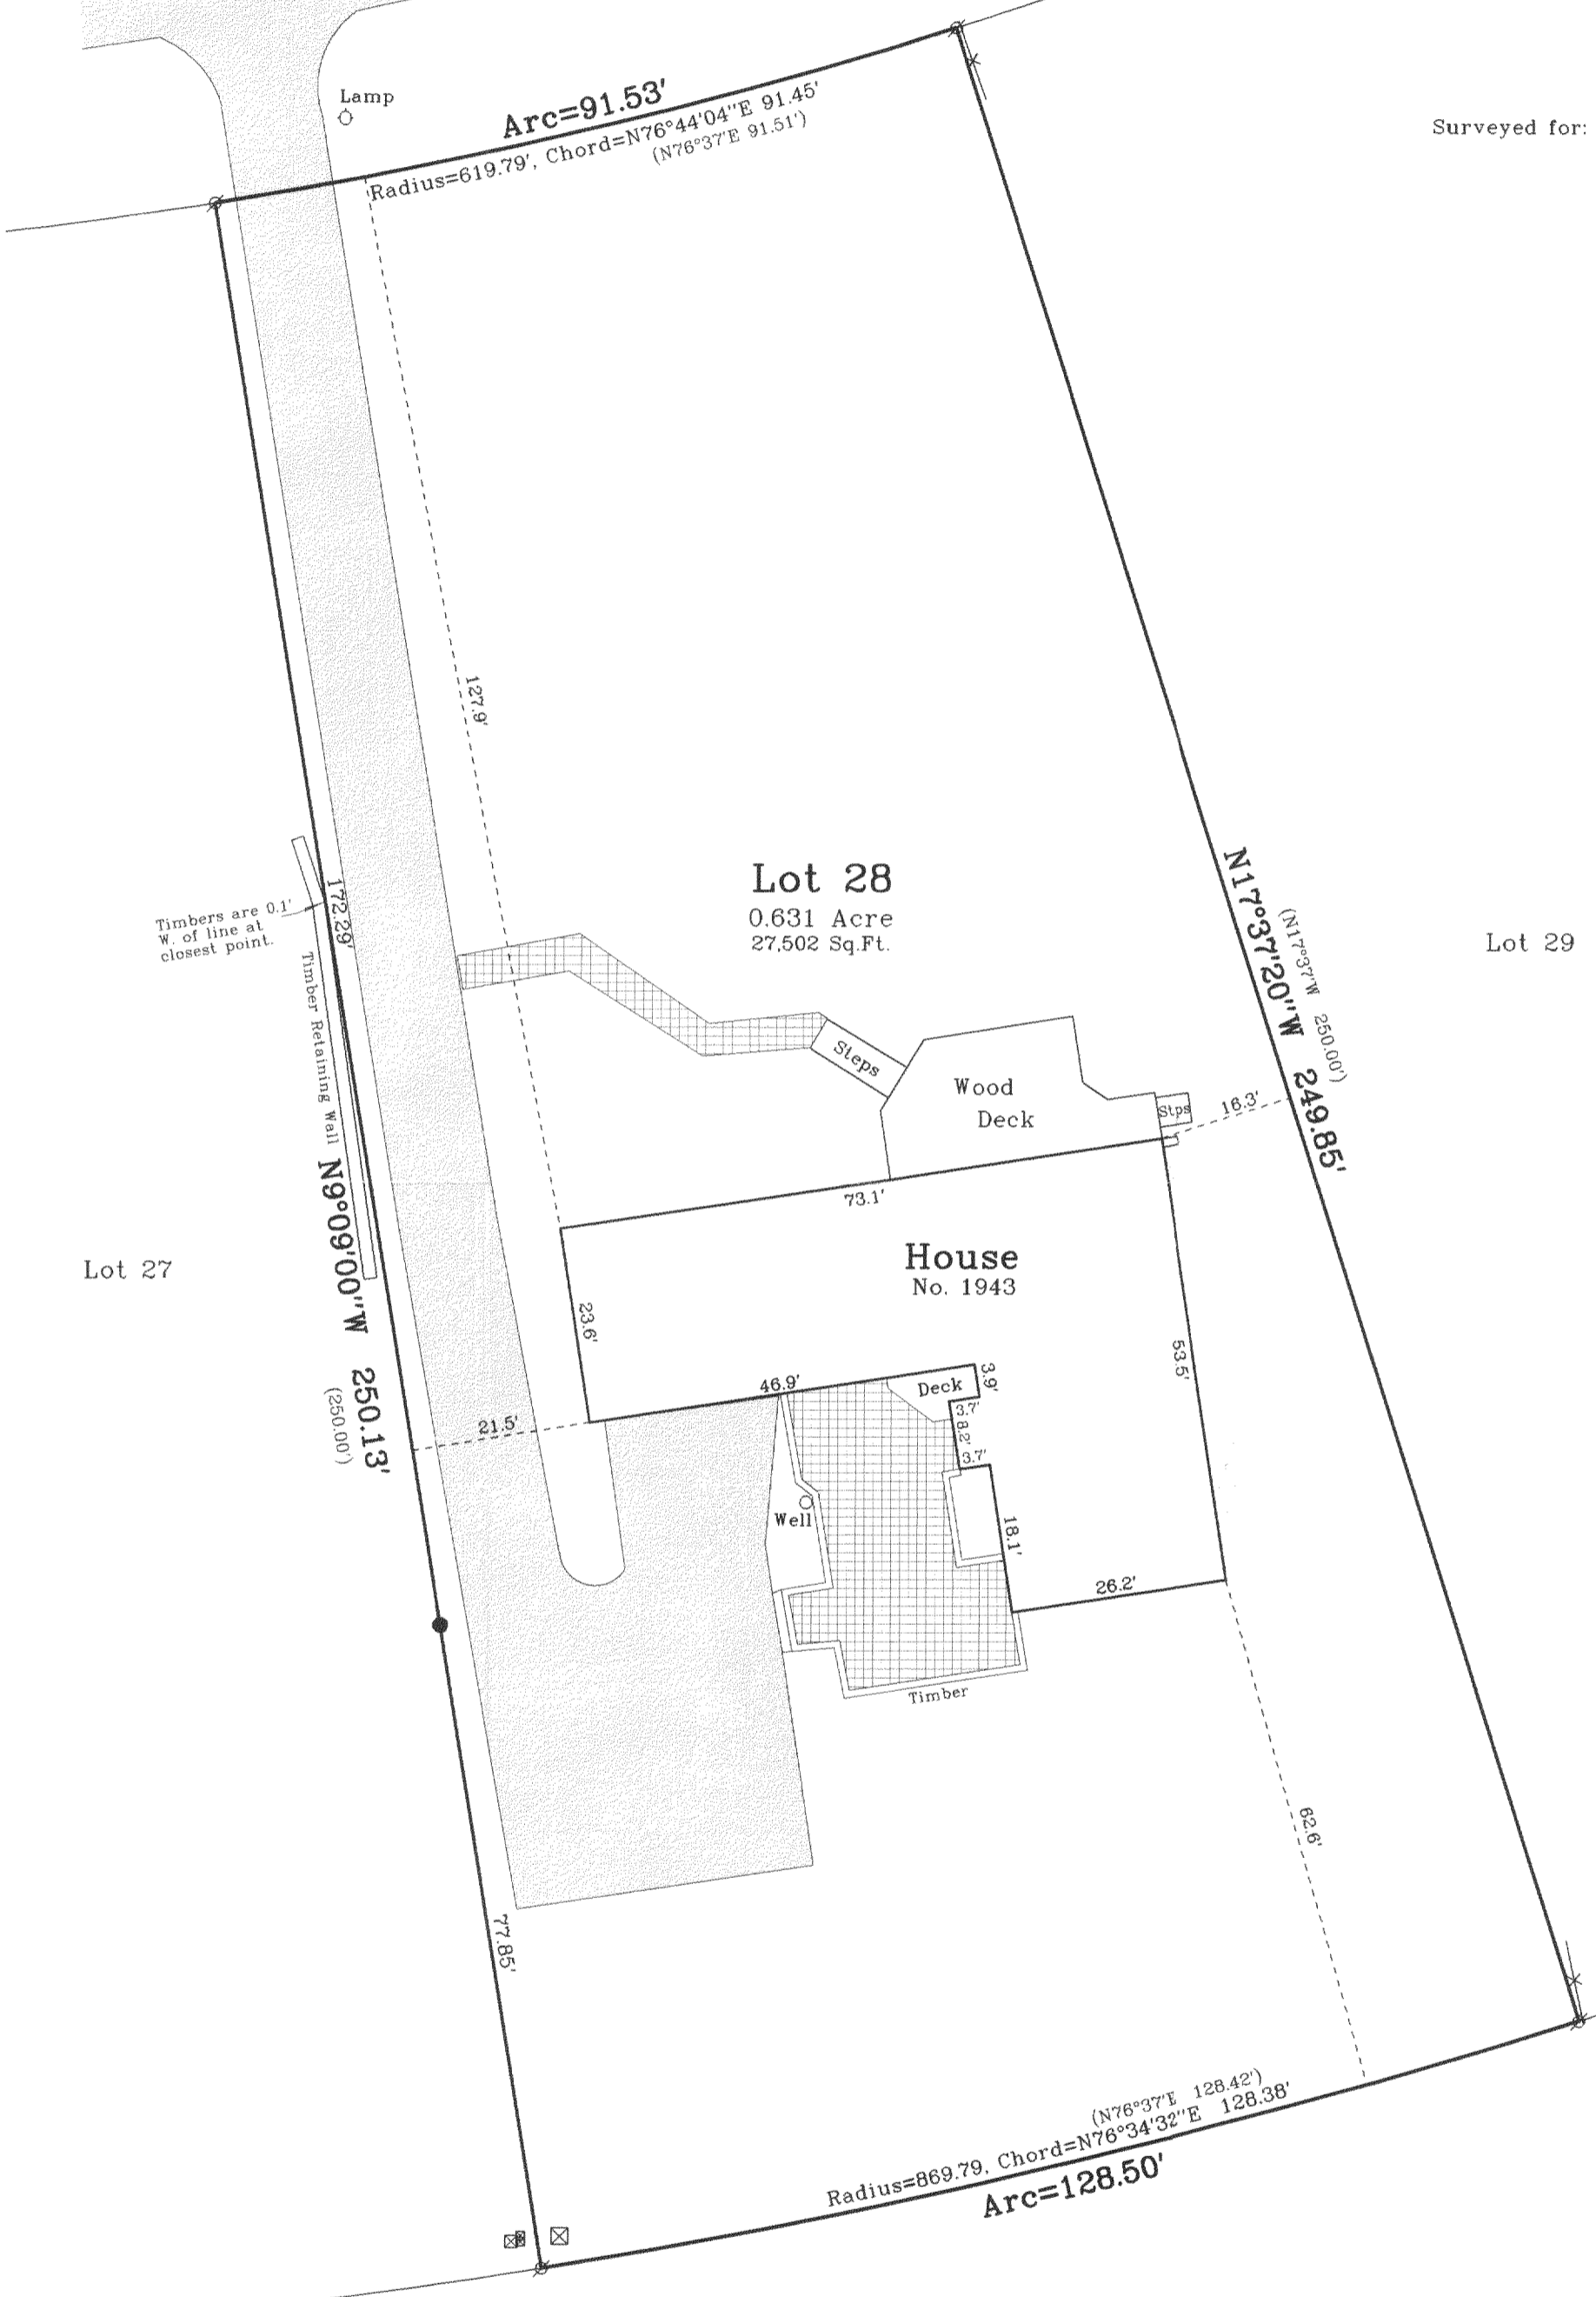 Lamp
Arc=91.53'
Radius=619.79', Chord=N76°44'04"E 91.45'
(N76°37'E 91.51')
Surveyed for:
127.9'
172.29'
Timbers are 0.1'
W. of line at
closest point.
Timber Retaining Wall
N9°09'00"W 250.13'
(250.00')
Lot 28
0.631 Acre
27,502 Sq.Ft.
N17°37'20"W 249.85'
(N17°37'W 250.00')
Lot 29
Steps
Wood
Deck
Stps
16.3'
73.1'
House
No. 1943
Lot 27
23.6'
53.5'
46.9'
Deck
3.9'
3.7'
8.2'
3.7'
21.5'
Well
18.1'
26.2'
Timber
62.6'
77.85'
(N76°37'E 128.42')
Radius=869.79, Chord=N76°34'32"E 128.38'
Arc=128.50'